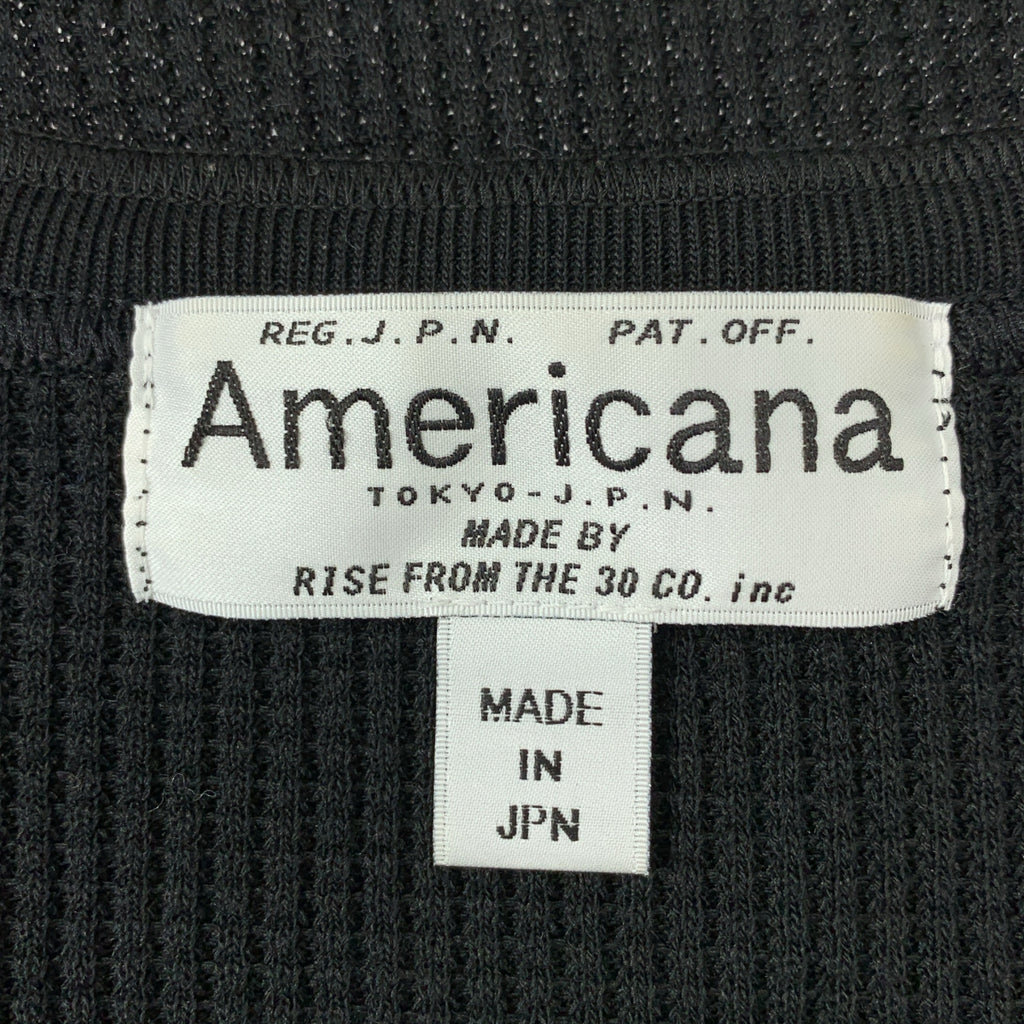 REG.J.P.N. PAT.OFF.
Americana
TOKYO-J.P.N.
MADE BY
RISE FROM THE 30 CO. inc
MADE
IN
JPN